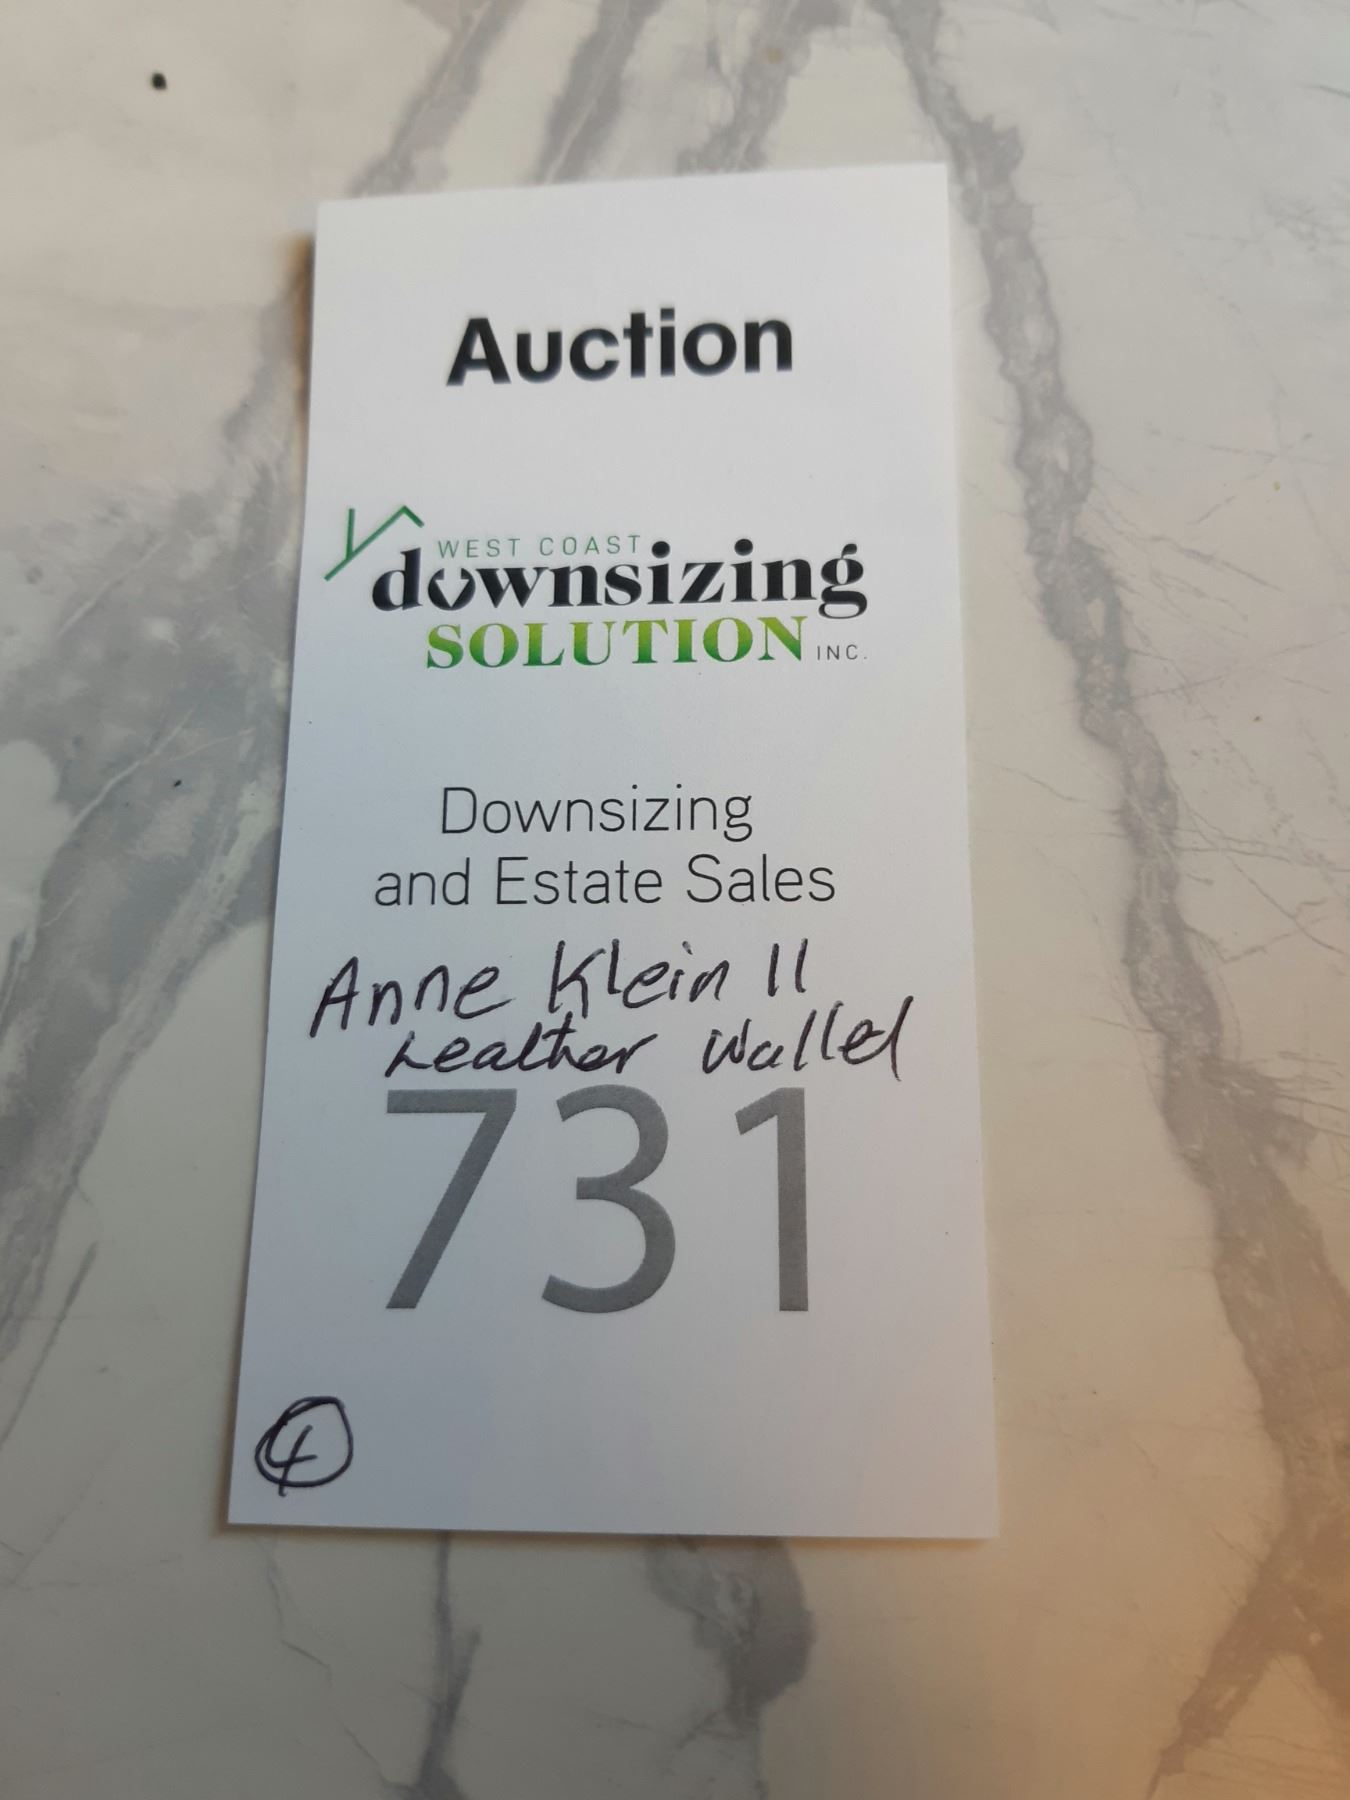 Auction
WEST COAST
downsizing
SOLUTION INC.
Downsizing
and Estate Sales
Anne Klein II
Leather Wallet
731
4